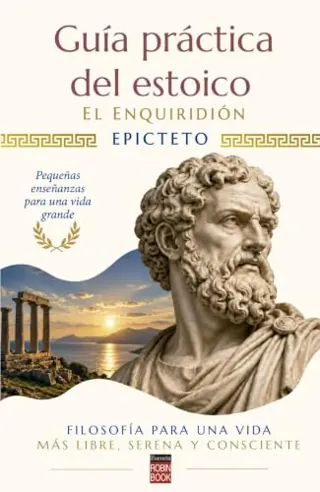 Guía práctica
del estoico
EL ENQUIRIDIÓN
EPICTETO
Pequeñas
enseñanzas
para una vida
grande
FILOSOFÍA PARA UNA VIDA
MÁS LIBRE, SERENA Y CONSCIENTE
ROBIN
BOOK